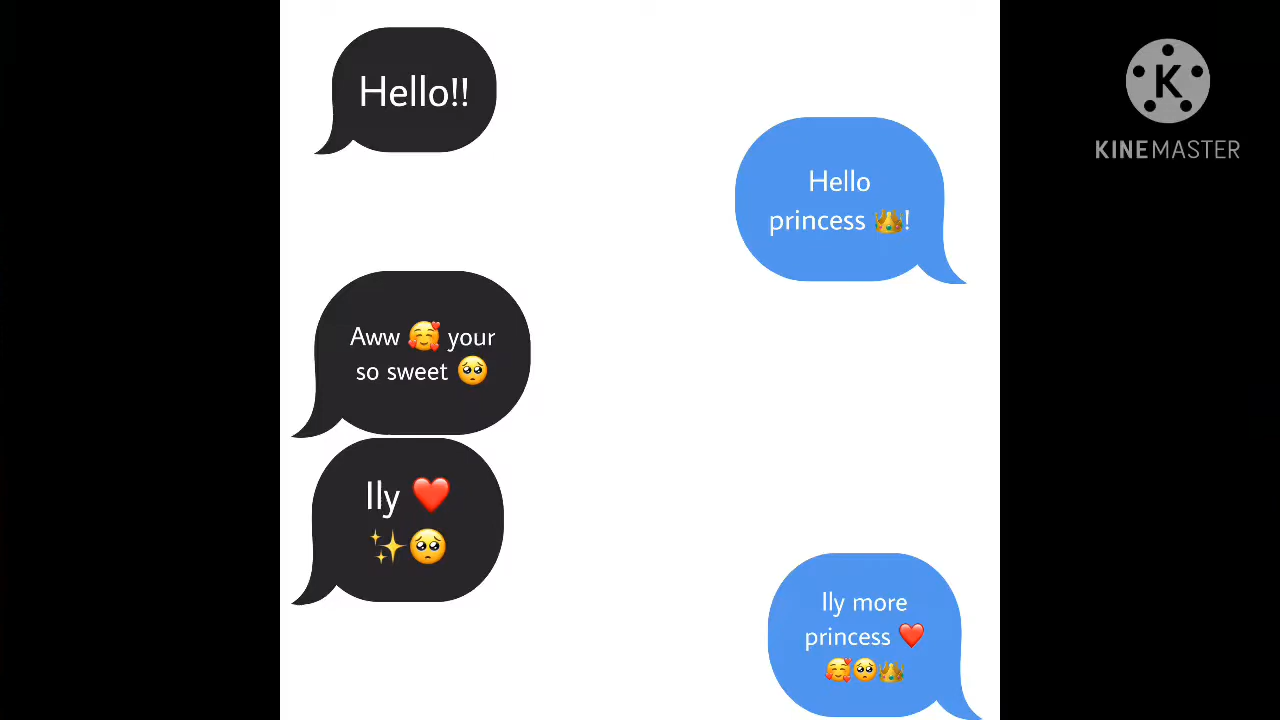 Hello!!
K
KINEMASTER
Hello
princess 👑!
Aww 🥰 your
so sweet 🥺
Ily ❤️
✨🥺
Ily more
princess ❤️
🥰🥺👑